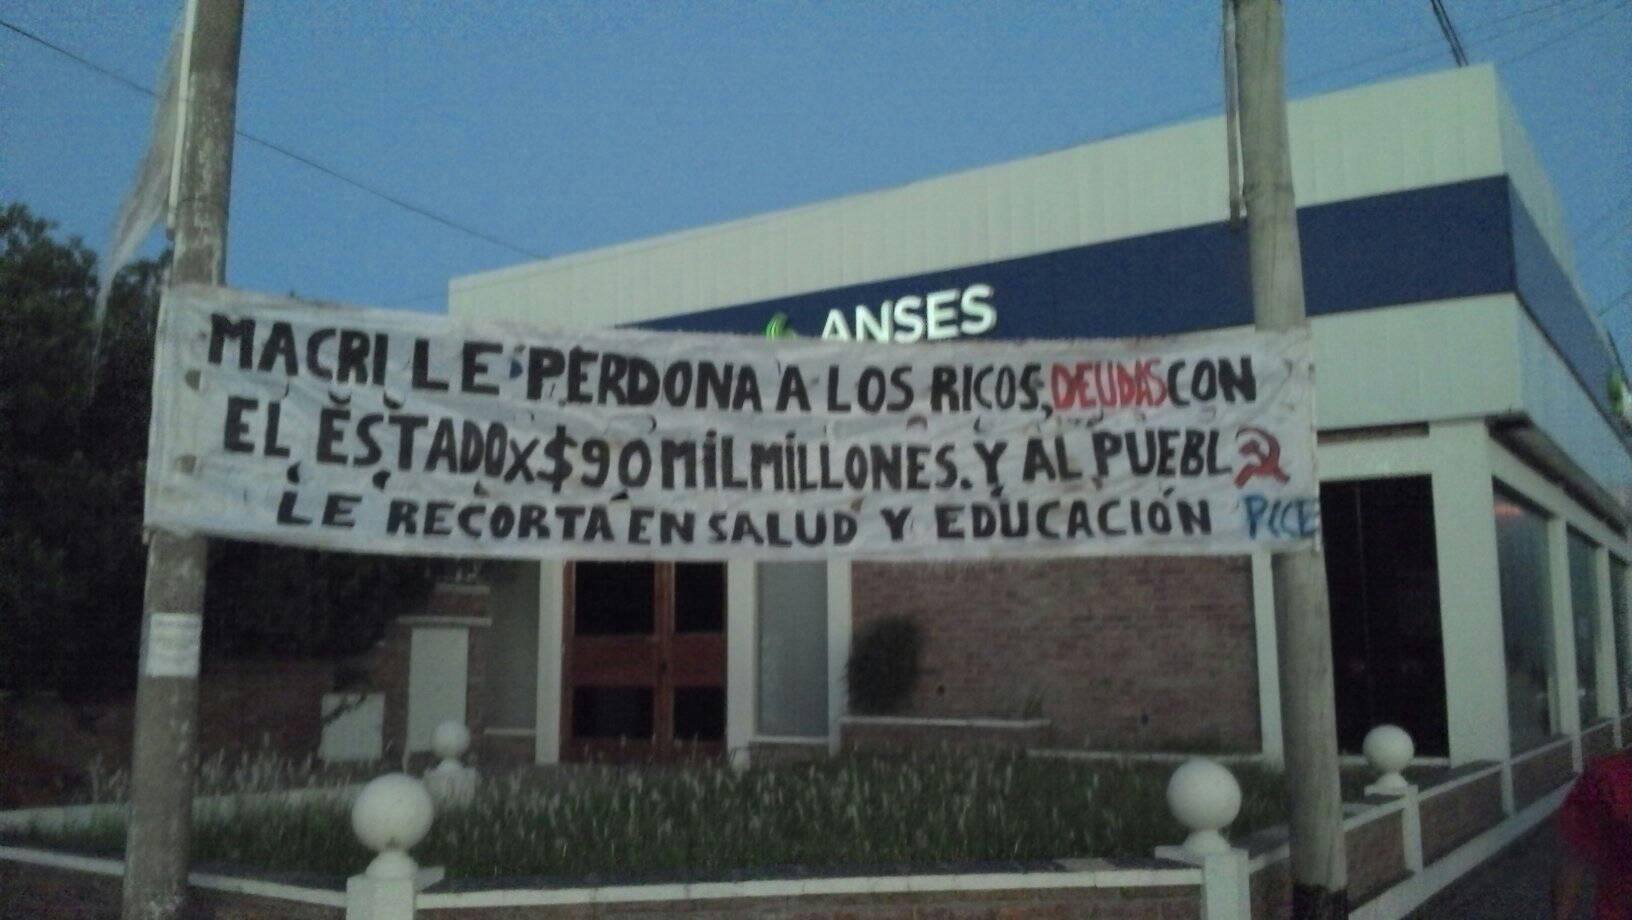 ANSES
MACRI LE PERDONA A LOS RICOS, DEUDAS CON
EL ESTADO X $90 MIL MILLONES. Y AL PUEBL
LE RECORTA EN SALUD Y EDUCACIÓN PCCE